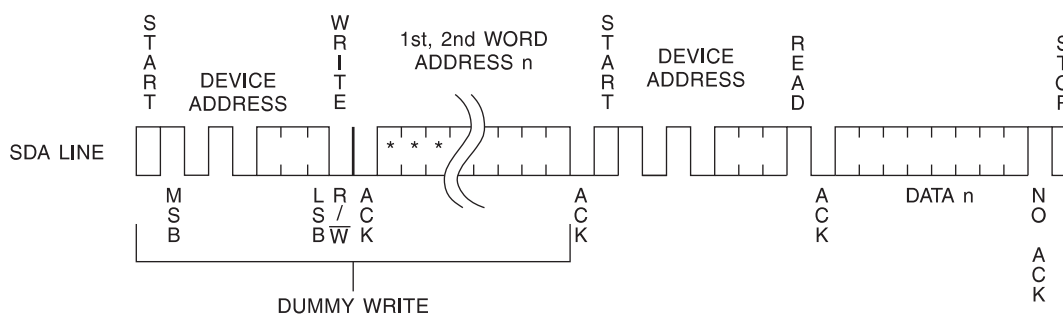 START
WRITE
1st, 2nd WORD
ADDRESS n
START
DEVICE
ADDRESS
READ
STOP
DEVICE
ADDRESS
SDA LINE
* * *
MSB
LSB
R/W
ACK
ACK
ACK
DATA n
NO ACK
DUMMY WRITE